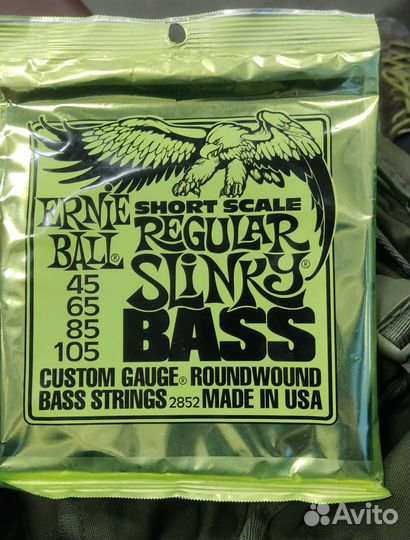 SHORT SCALE
ERNIE BALL®
REGULAR
SLINKY®
BASS
45
65
85
105
CUSTOM GAUGE® ROUNDWOUND
BASS STRINGS 2852 MADE IN USA
Avito